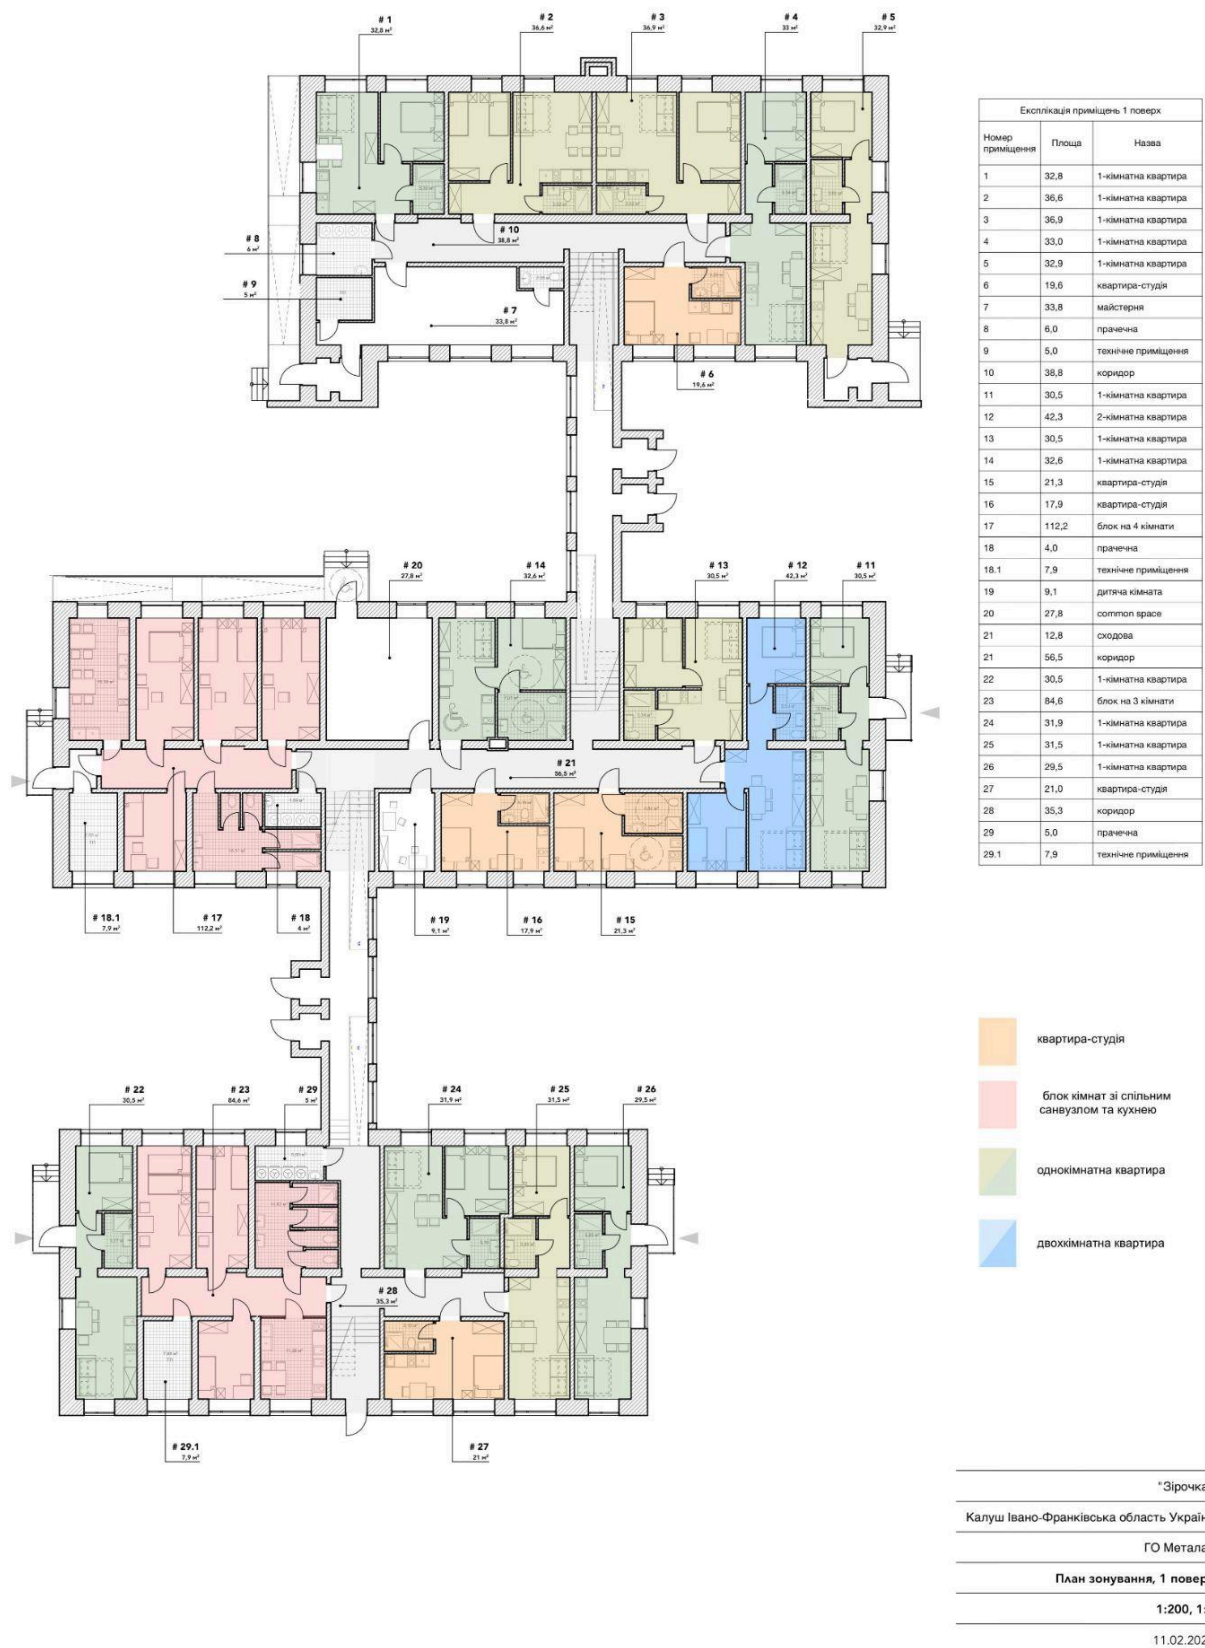 # 1
32,8 м²
# 2
36,6 м²
# 3
36,9 м²
# 4
33 м²
# 5
32,9 м²
# 8
6 м²
# 10
38,8 м²
# 9
5 м²
# 7
33,8 м²
# 6
19,6 м²
Експлікація приміщень 1 поверх
Номер приміщення Площа Назва
1 32,8 1-кімнатна квартира
2 36,6 1-кімнатна квартира
3 36,9 1-кімнатна квартира
4 33,0 1-кімнатна квартира
5 32,9 1-кімнатна квартира
6 19,6 квартира-студія
7 33,8 майстерня
8 6,0 прачечна
9 5,0 технічне приміщення
10 38,8 коридор
11 30,5 1-кімнатна квартира
12 42,3 2-кімнатна квартира
13 30,5 1-кімнатна квартира
14 32,6 1-кімнатна квартира
15 21,3 квартира-студія
16 17,9 квартира-студія
17 112,2 блок на 4 кімнати
18 4,0 прачечна
18.1 7,9 технічне приміщення
19 9,1 дитяча кімната
20 27,8 common space
21 12,8 сходова
21 56,5 коридор
22 30,5 1-кімнатна квартира
23 84,6 блок на 3 кімнати
24 31,9 1-кімнатна квартира
25 31,5 1-кімнатна квартира
26 29,5 1-кімнатна квартира
27 21,0 квартира-студія
28 35,3 коридор
29 5,0 прачечна
29.1 7,9 технічне приміщення
# 20
27,8 м²
# 14
32,6 м²
# 13
30,5 м²
# 12
42,3 м²
# 11
30,5 м²
# 21
56,5 м²
# 18.1
7,9 м²
# 17
112,2 м²
# 18
4 м²
# 19
9,1 м²
# 16
17,9 м²
# 15
21,3 м²
# 22
30,5 м²
# 23
84,6 м²
# 29
5 м²
# 24
31,9 м²
# 25
31,5 м²
# 26
29,5 м²
# 28
35,3 м²
# 29.1
7,9 м²
# 27
21 м²
квартира-студія
блок кімнат зі спільним
санвузлом та кухнею
однокімнатна квартира
двохкімнатна квартира
"Зірочка
Калуш Івано-Франківська область Україн
ГО Метала
План зонування, 1 повер
1:200, 1:
11.02.202